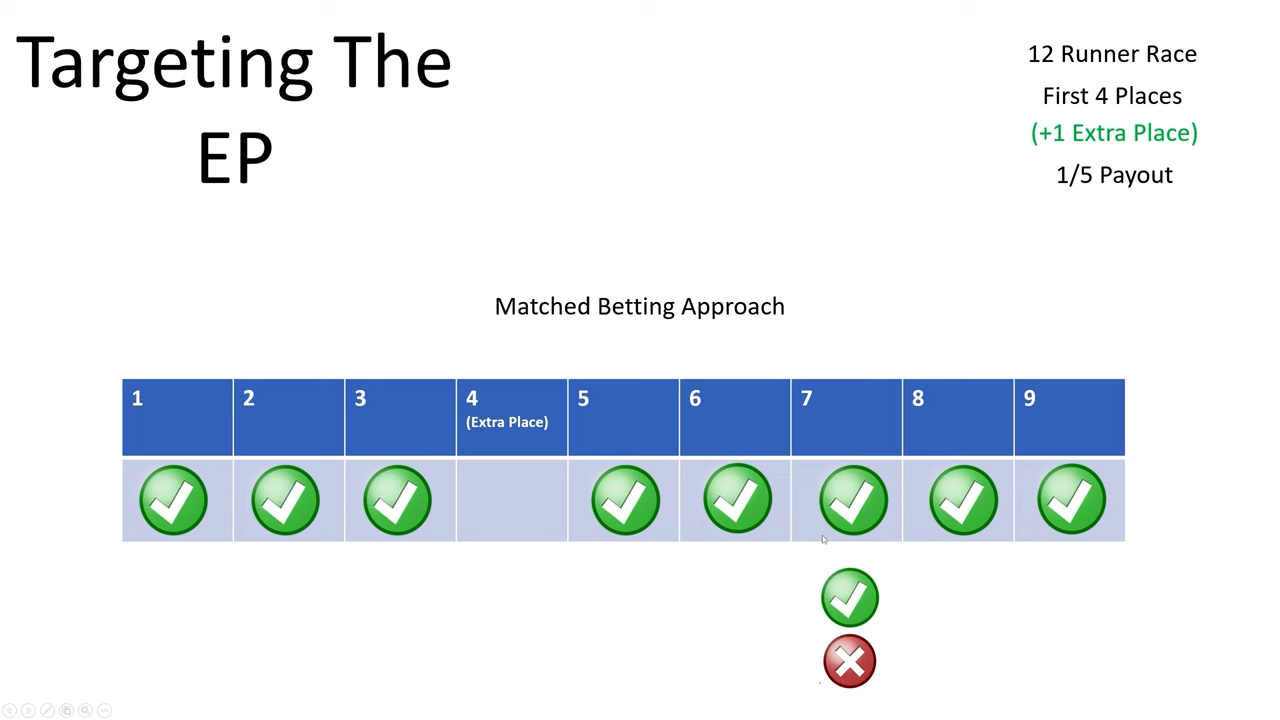 Targeting The
EP
12 Runner Race
First 4 Places
(+1 Extra Place)
1/5 Payout
Matched Betting Approach
1 2 3 4 5 6 7 8 9
(Extra Place)